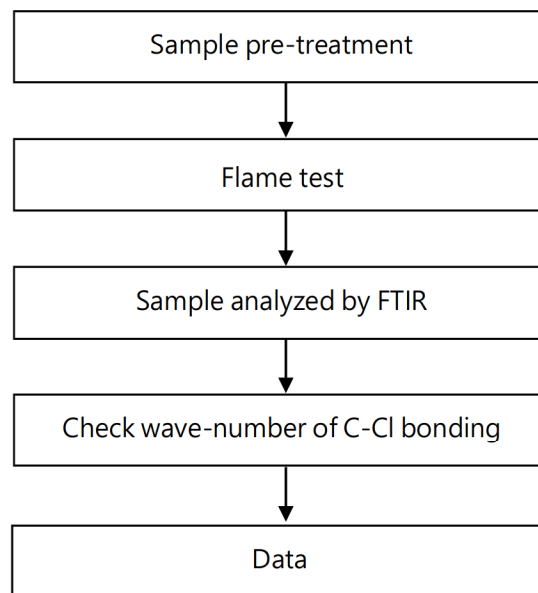 Sample pre-treatment
Flame test
Sample analyzed by FTIR
Check wave-number of C-Cl bonding
Data